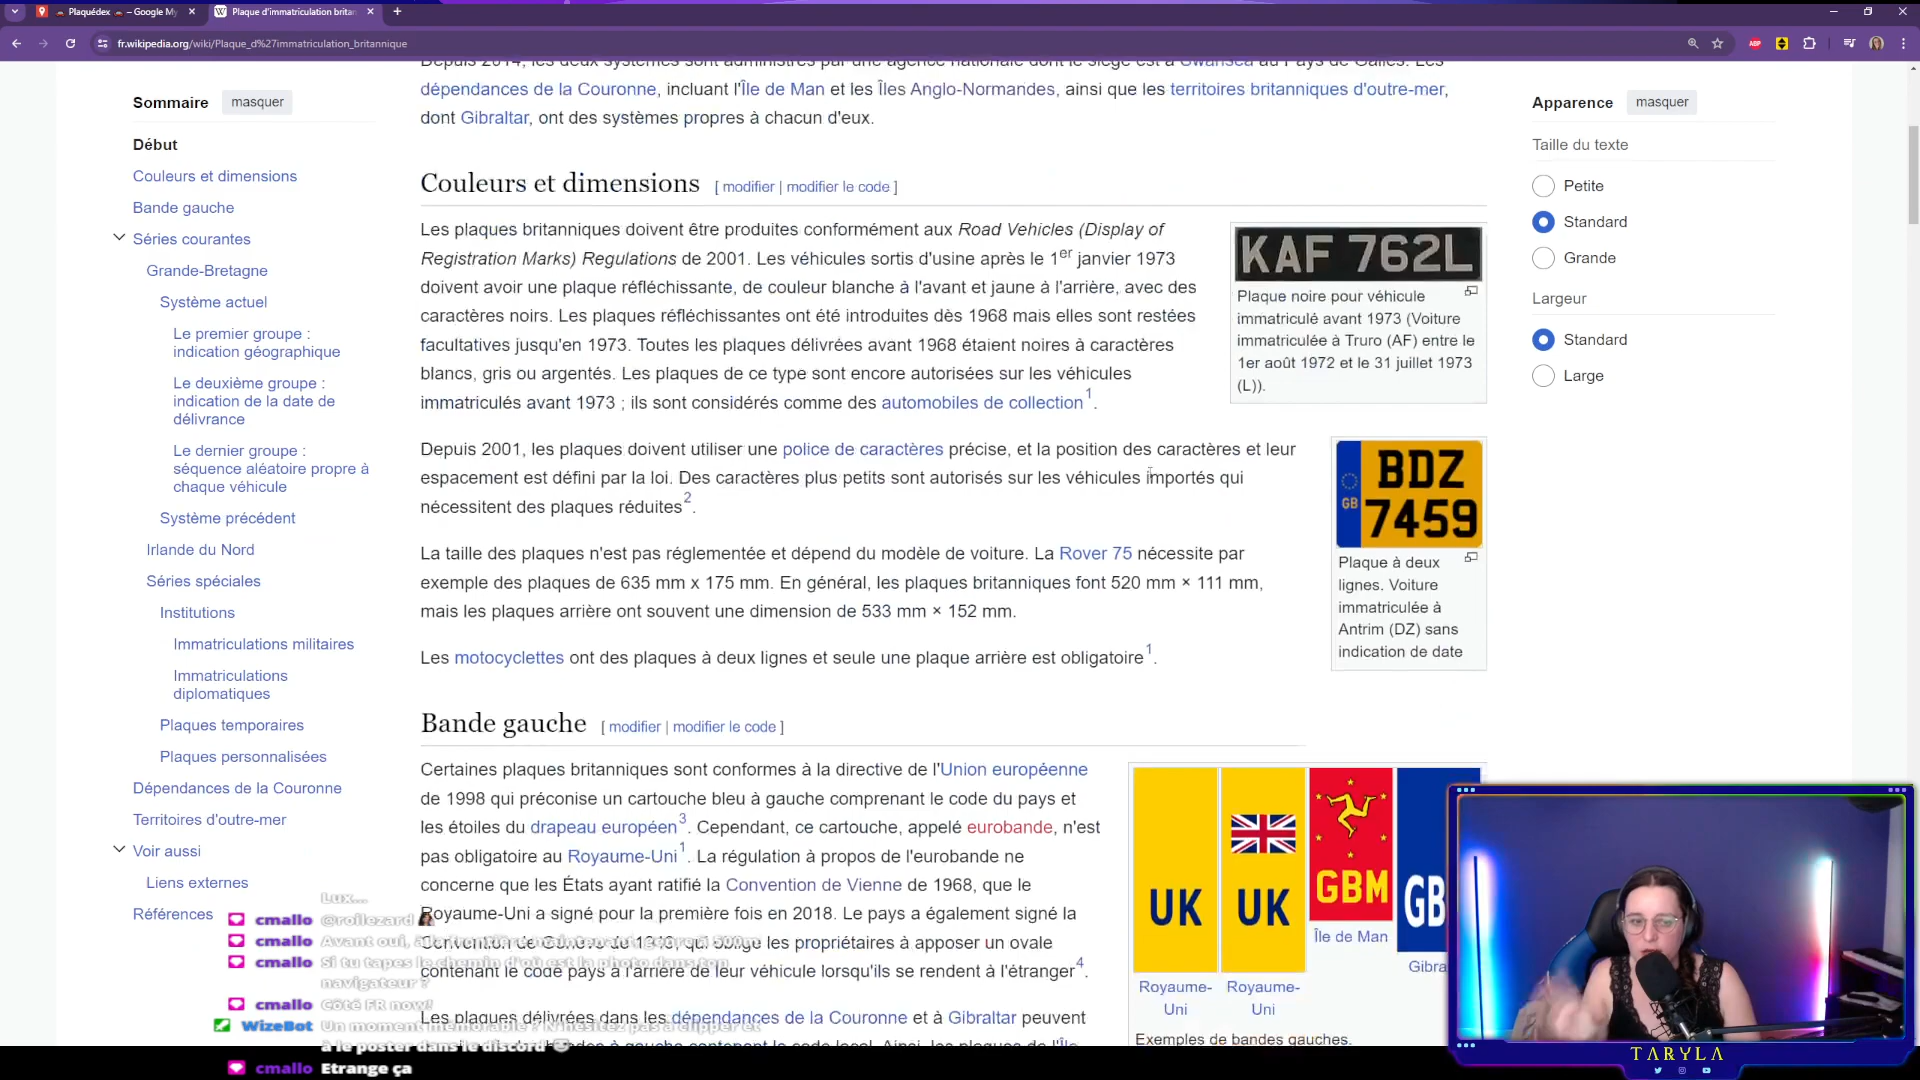 Plaquédex – Google My
Plaque d'immatriculation britan
fr.wikipedia.org/wiki/Plaque_d%27immatriculation_britannique
Sommaire masquer
Début
Couleurs et dimensions
Bande gauche
Séries courantes
Grande-Bretagne
Système actuel
Le premier groupe :
indication géographique
Le deuxième groupe :
indication de la date de
délivrance
Le dernier groupe :
séquence aléatoire propre à
chaque véhicule
Système précédent
Irlande du Nord
Séries spéciales
Institutions
Immatriculations militaires
Immatriculations
diplomatiques
Plaques temporaires
Plaques personnalisées
Dépendances de la Couronne
Territoires d'outre-mer
Voir aussi
Liens externes
Références
Depuis 2014, les deux systèmes sont administrés par une agence nationale dont le siège est à Swansea au Pays de Galles. Les
dépendances de la Couronne, incluant l'Île de Man et les Îles Anglo-Normandes, ainsi que les territoires britanniques d'outre-mer,
dont Gibraltar, ont des systèmes propres à chacun d'eux.
Couleurs et dimensions [ modifier | modifier le code ]
Les plaques britanniques doivent être produites conformément aux Road Vehicles (Display of
Registration Marks) Regulations de 2001. Les véhicules sortis d'usine après le 1er janvier 1973
doivent avoir une plaque réfléchissante, de couleur blanche à l'avant et jaune à l'arrière, avec des
caractères noirs. Les plaques réfléchissantes ont été introduites dès 1968 mais elles sont restées
facultatives jusqu'en 1973. Toutes les plaques délivrées avant 1968 étaient noires à caractères
blancs, gris ou argentés. Les plaques de ce type sont encore autorisées sur les véhicules
immatriculés avant 1973 ; ils sont considérés comme des automobiles de collection1.
KAF 762L
Plaque noire pour véhicule
immatriculé avant 1973 (Voiture
immatriculée à Truro (AF) entre le
1er août 1972 et le 31 juillet 1973
(L)).
Depuis 2001, les plaques doivent utiliser une police de caractères précise, et la position des caractères et leur
espacement est défini par la loi. Des caractères plus petits sont autorisés sur les véhicules importés qui
nécessitent des plaques réduites2.
La taille des plaques n'est pas réglementée et dépend du modèle de voiture. La Rover 75 nécessite par
exemple des plaques de 635 mm x 175 mm. En général, les plaques britanniques font 520 mm × 111 mm,
mais les plaques arrière ont souvent une dimension de 533 mm × 152 mm.
Les motocyclettes ont des plaques à deux lignes et seule une plaque arrière est obligatoire1.
GB
BDZ
7459
Plaque à deux
lignes. Voiture
immatriculée à
Antrim (DZ) sans
indication de date
Bande gauche [ modifier | modifier le code ]
Certaines plaques britanniques sont conformes à la directive de l'Union européenne
de 1998 qui préconise un cartouche bleu à gauche comprenant le code du pays et
les étoiles du drapeau européen3. Cependant, ce cartouche, appelé eurobande, n'est
pas obligatoire au Royaume-Uni1. La régulation à propos de l'eurobande ne
concerne que les États ayant ratifié la Convention de Vienne de 1968, que le
Royaume-Uni a signé pour la première fois en 2018. Le pays a également signé la
Convention de Genève de 1949, qui oblige les propriétaires à apposer un ovale
contenant le code pays à l'arrière de leur véhicule lorsqu'ils se rendent à l'étranger4.
Les plaques délivrées dans les dépendances de la Couronne et à Gibraltar peuvent
UK
UK
GBM
GB
Royaume-
Uni
Royaume-
Uni
Île de Man
Gibra
Exemples de bandes gauches.
Apparence masquer
Taille du texte
Petite
Standard
Grande
Largeur
Standard
Large
Lux...
cmallo @roilezard
cmallo Avant oui, à la frontière, maintenant, gare à 500m
cmallo Si tu tapes le chemin d'où est la photo dans ton
navigateur ?
cmallo Côté FR now!
WizeBot Un moment mémorable ? N'hésitez pas à clipper et
à le poster dans le discord
cmallo Etrange ça
TARYLA